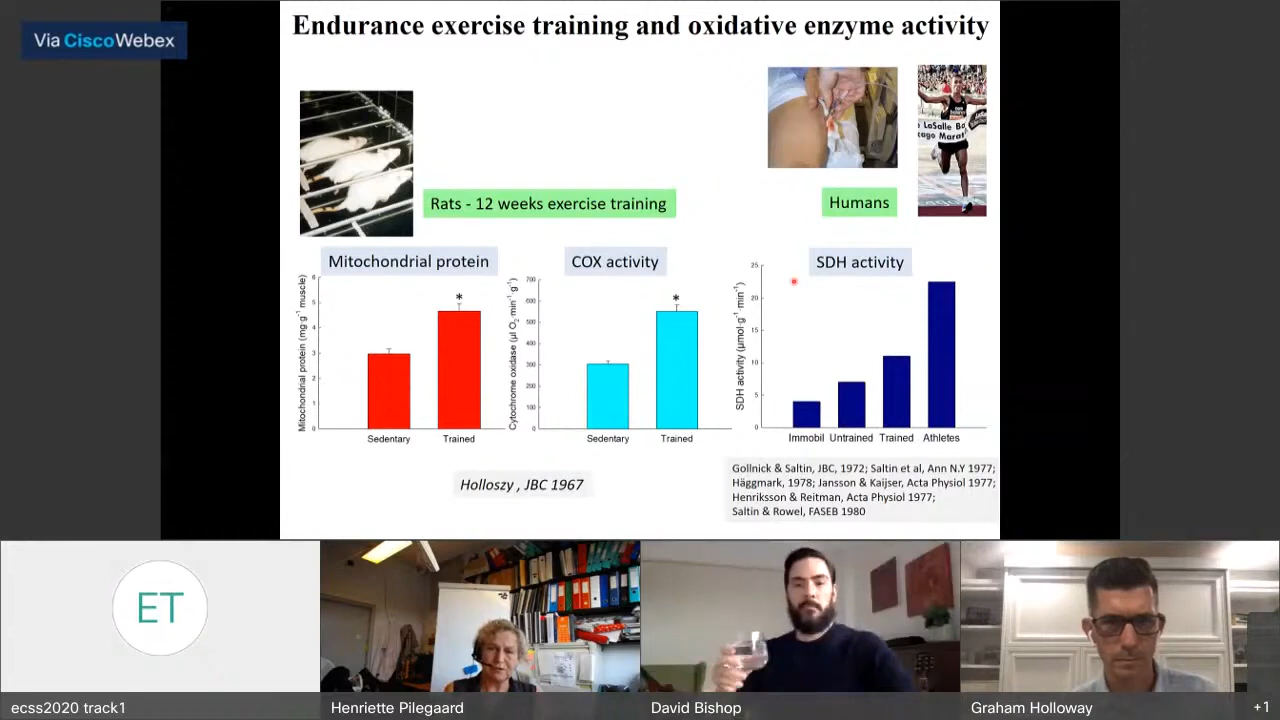 Via Cisco Webex
Endurance exercise training and oxidative enzyme activity
LaSalle Ba
cago Marat
Rats - 12 weeks exercise training
Humans
Mitochondrial protein
COX activity
SDH activity
Mitochondrial protein (mg·g⁻¹ muscle)
6
5
4
3
2
1
0
*
Sedentary
Trained
Cytochrome oxidase (µl O₂·min⁻¹·g⁻¹)
700
600
500
400
300
200
100
0
*
Sedentary
Trained
SDH activity (µmol·g⁻¹·min⁻¹)
25
20
15
10
5
0
Immobil
Untrained
Trained
Athletes
Holloszy , JBC 1967
Gollnick & Saltin, JBC, 1972; Saltin et al, Ann N.Y 1977;
Häggmark, 1978; Jansson & Kaijser, Acta Physiol 1977;
Henriksson & Reitman, Acta Physiol 1977;
Saltin & Rowel, FASEB 1980
ET
ecss2020 track1
Henriette Pilegaard
David Bishop
Graham Holloway
+1